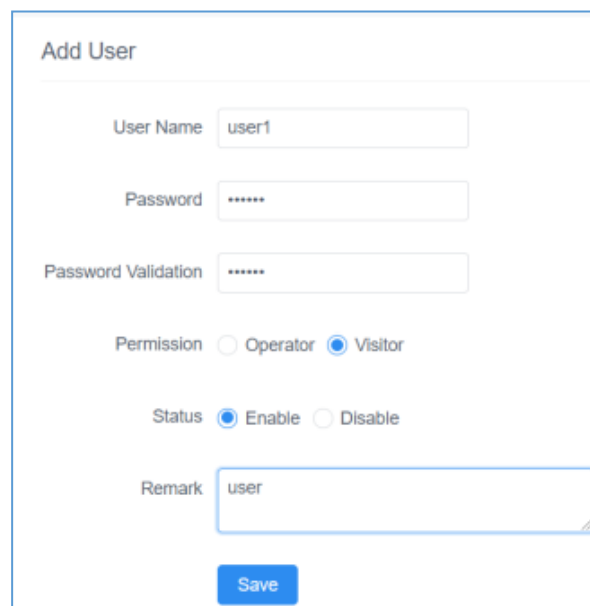 Add User
User Name user1
Password ••••••
Password Validation ••••••
Permission Operator Visitor
Status Enable Disable
Remark user
Save